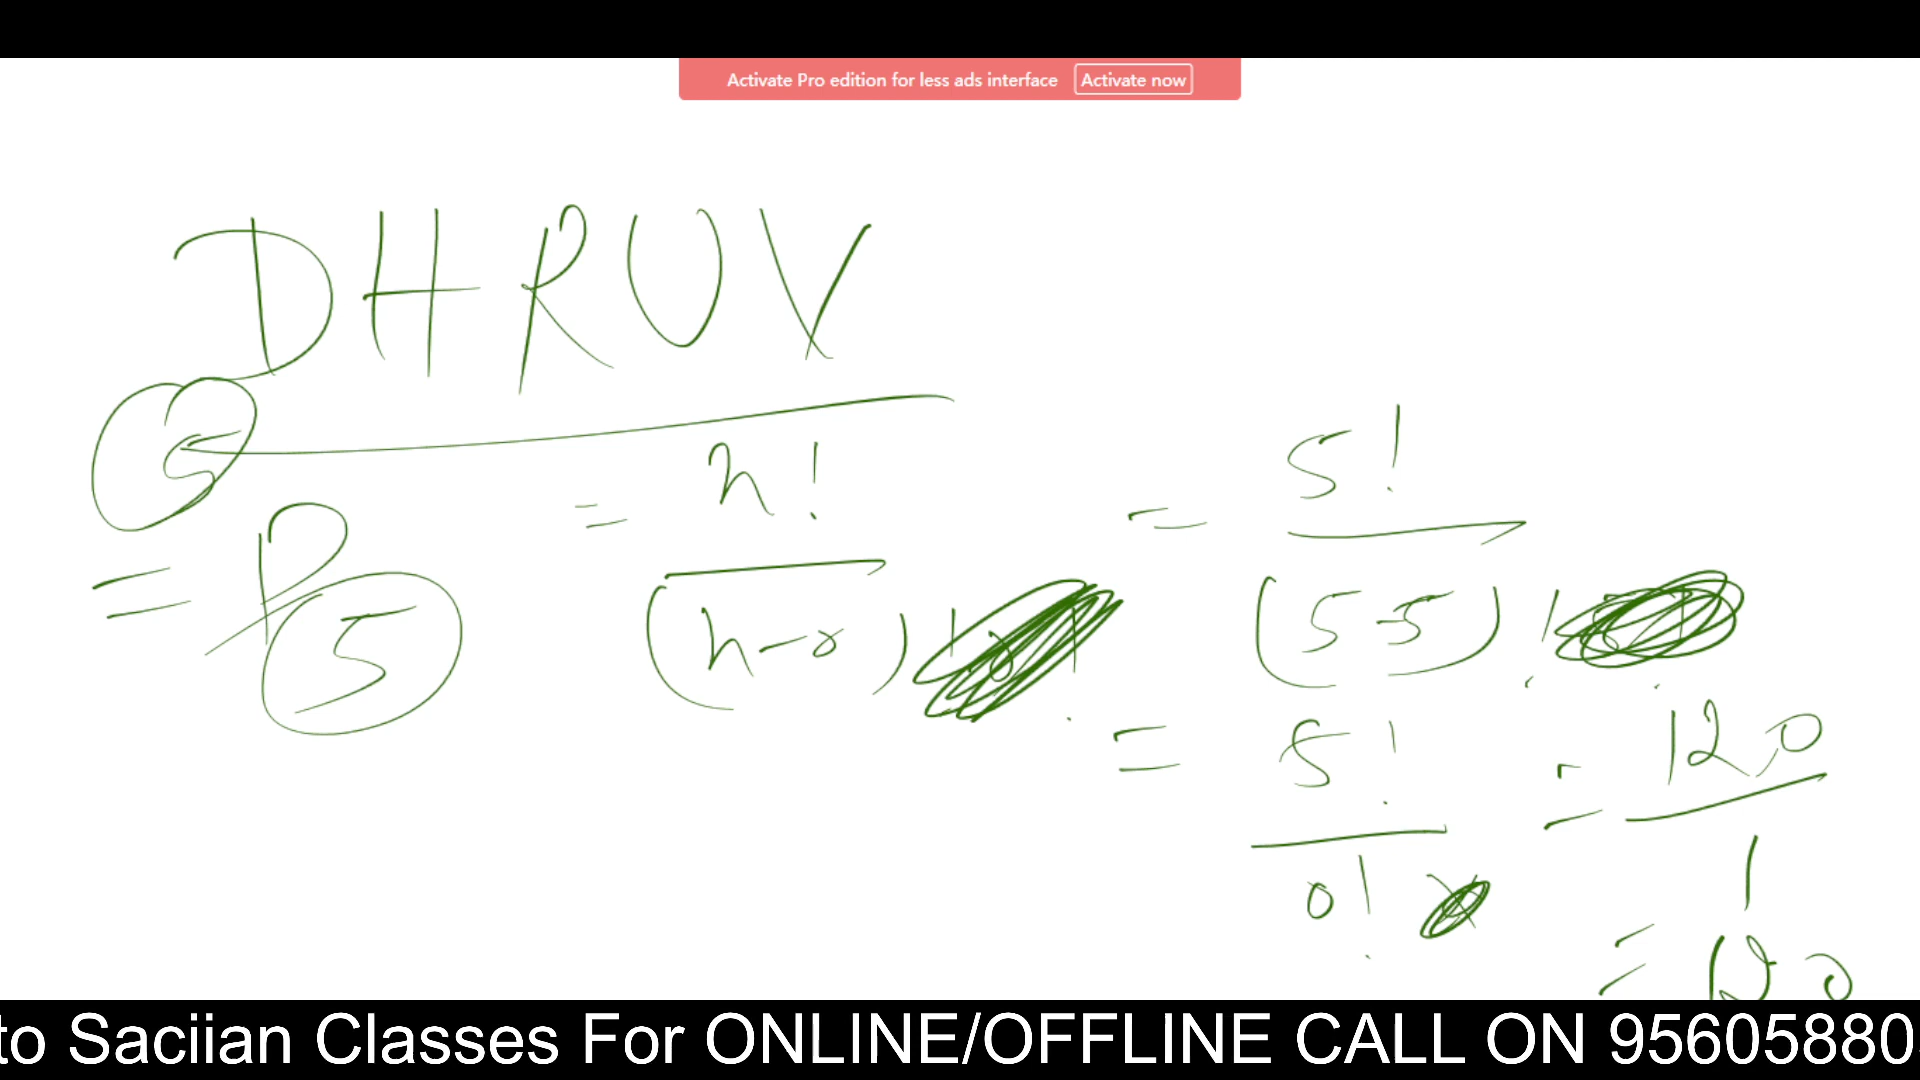 Activate Pro edition for less ads interface Activate now
DHRUV
5
= P 5 = n! / (n-r)! = 5! / (5-5)!
= 5! / 0! = 120 / 1
= 120
to Saciian Classes For ONLINE/OFFLINE CALL ON 95605880